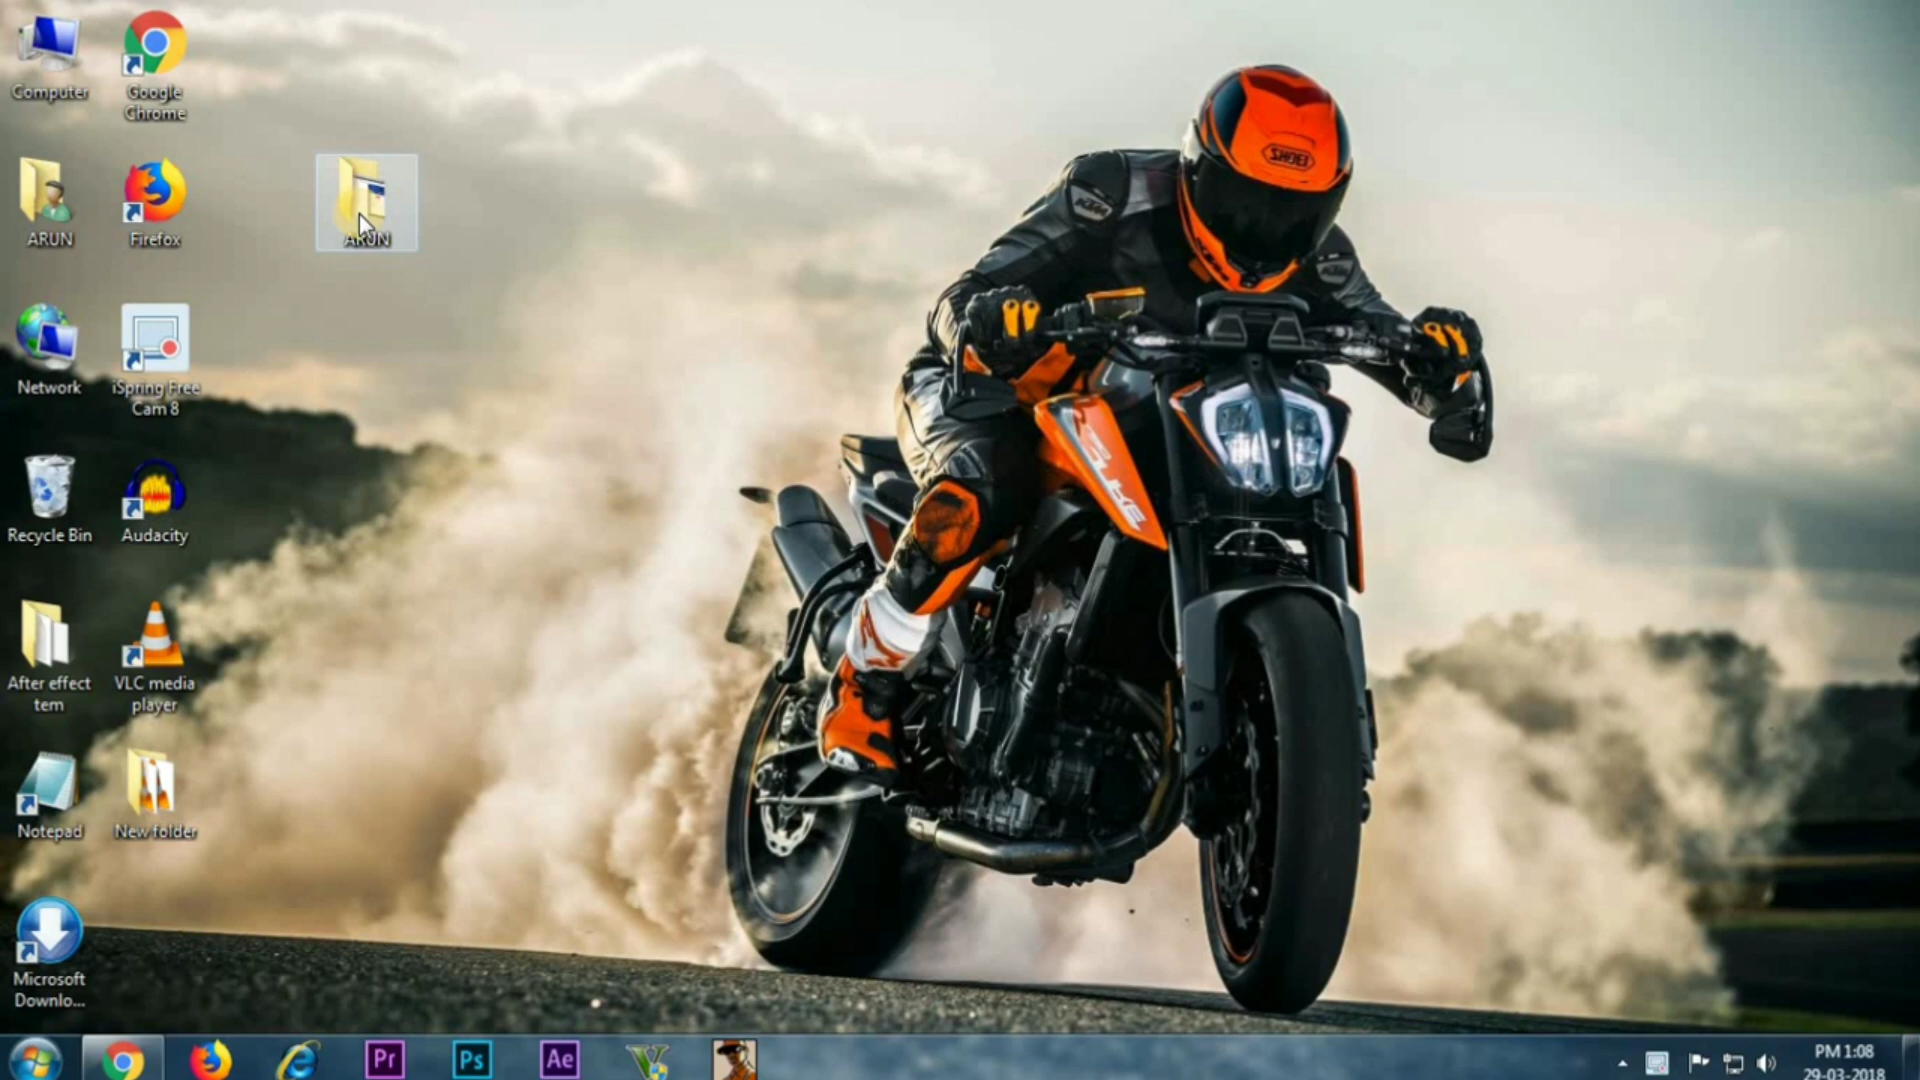 Computer
Google
Chrome
ARUN
Firefox
ARUN
Network
iSpring Free
Cam 8
Recycle Bin
Audacity
After effect
tem
VLC media
player
Notepad
New folder
Microsoft
Downlo...
SHOEI
KTM
DUKE
Pr
Ps
Ae
V
PM 1:08
29-03-2018